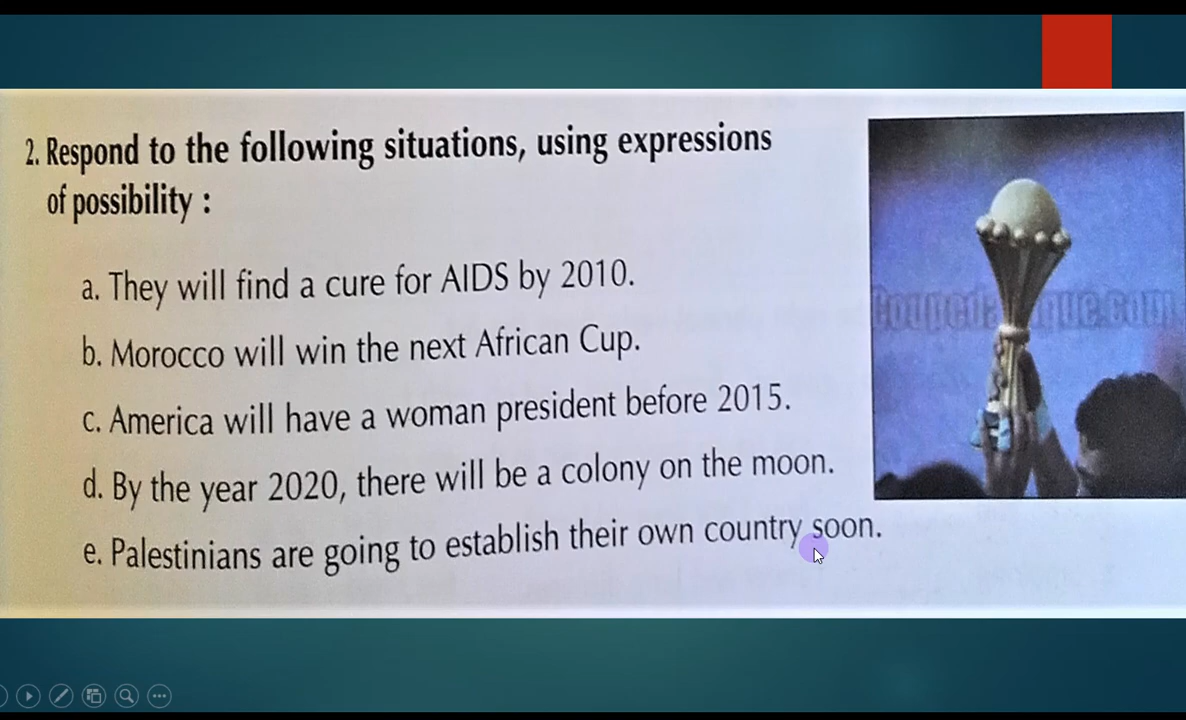 2. Respond to the following situations, using expressions
of possibility :
a. They will find a cure for AIDS by 2010.
b. Morocco will win the next African Cup.
c. America will have a woman president before 2015.
d. By the year 2020, there will be a colony on the moon.
e. Palestinians are going to establish their own country soon.